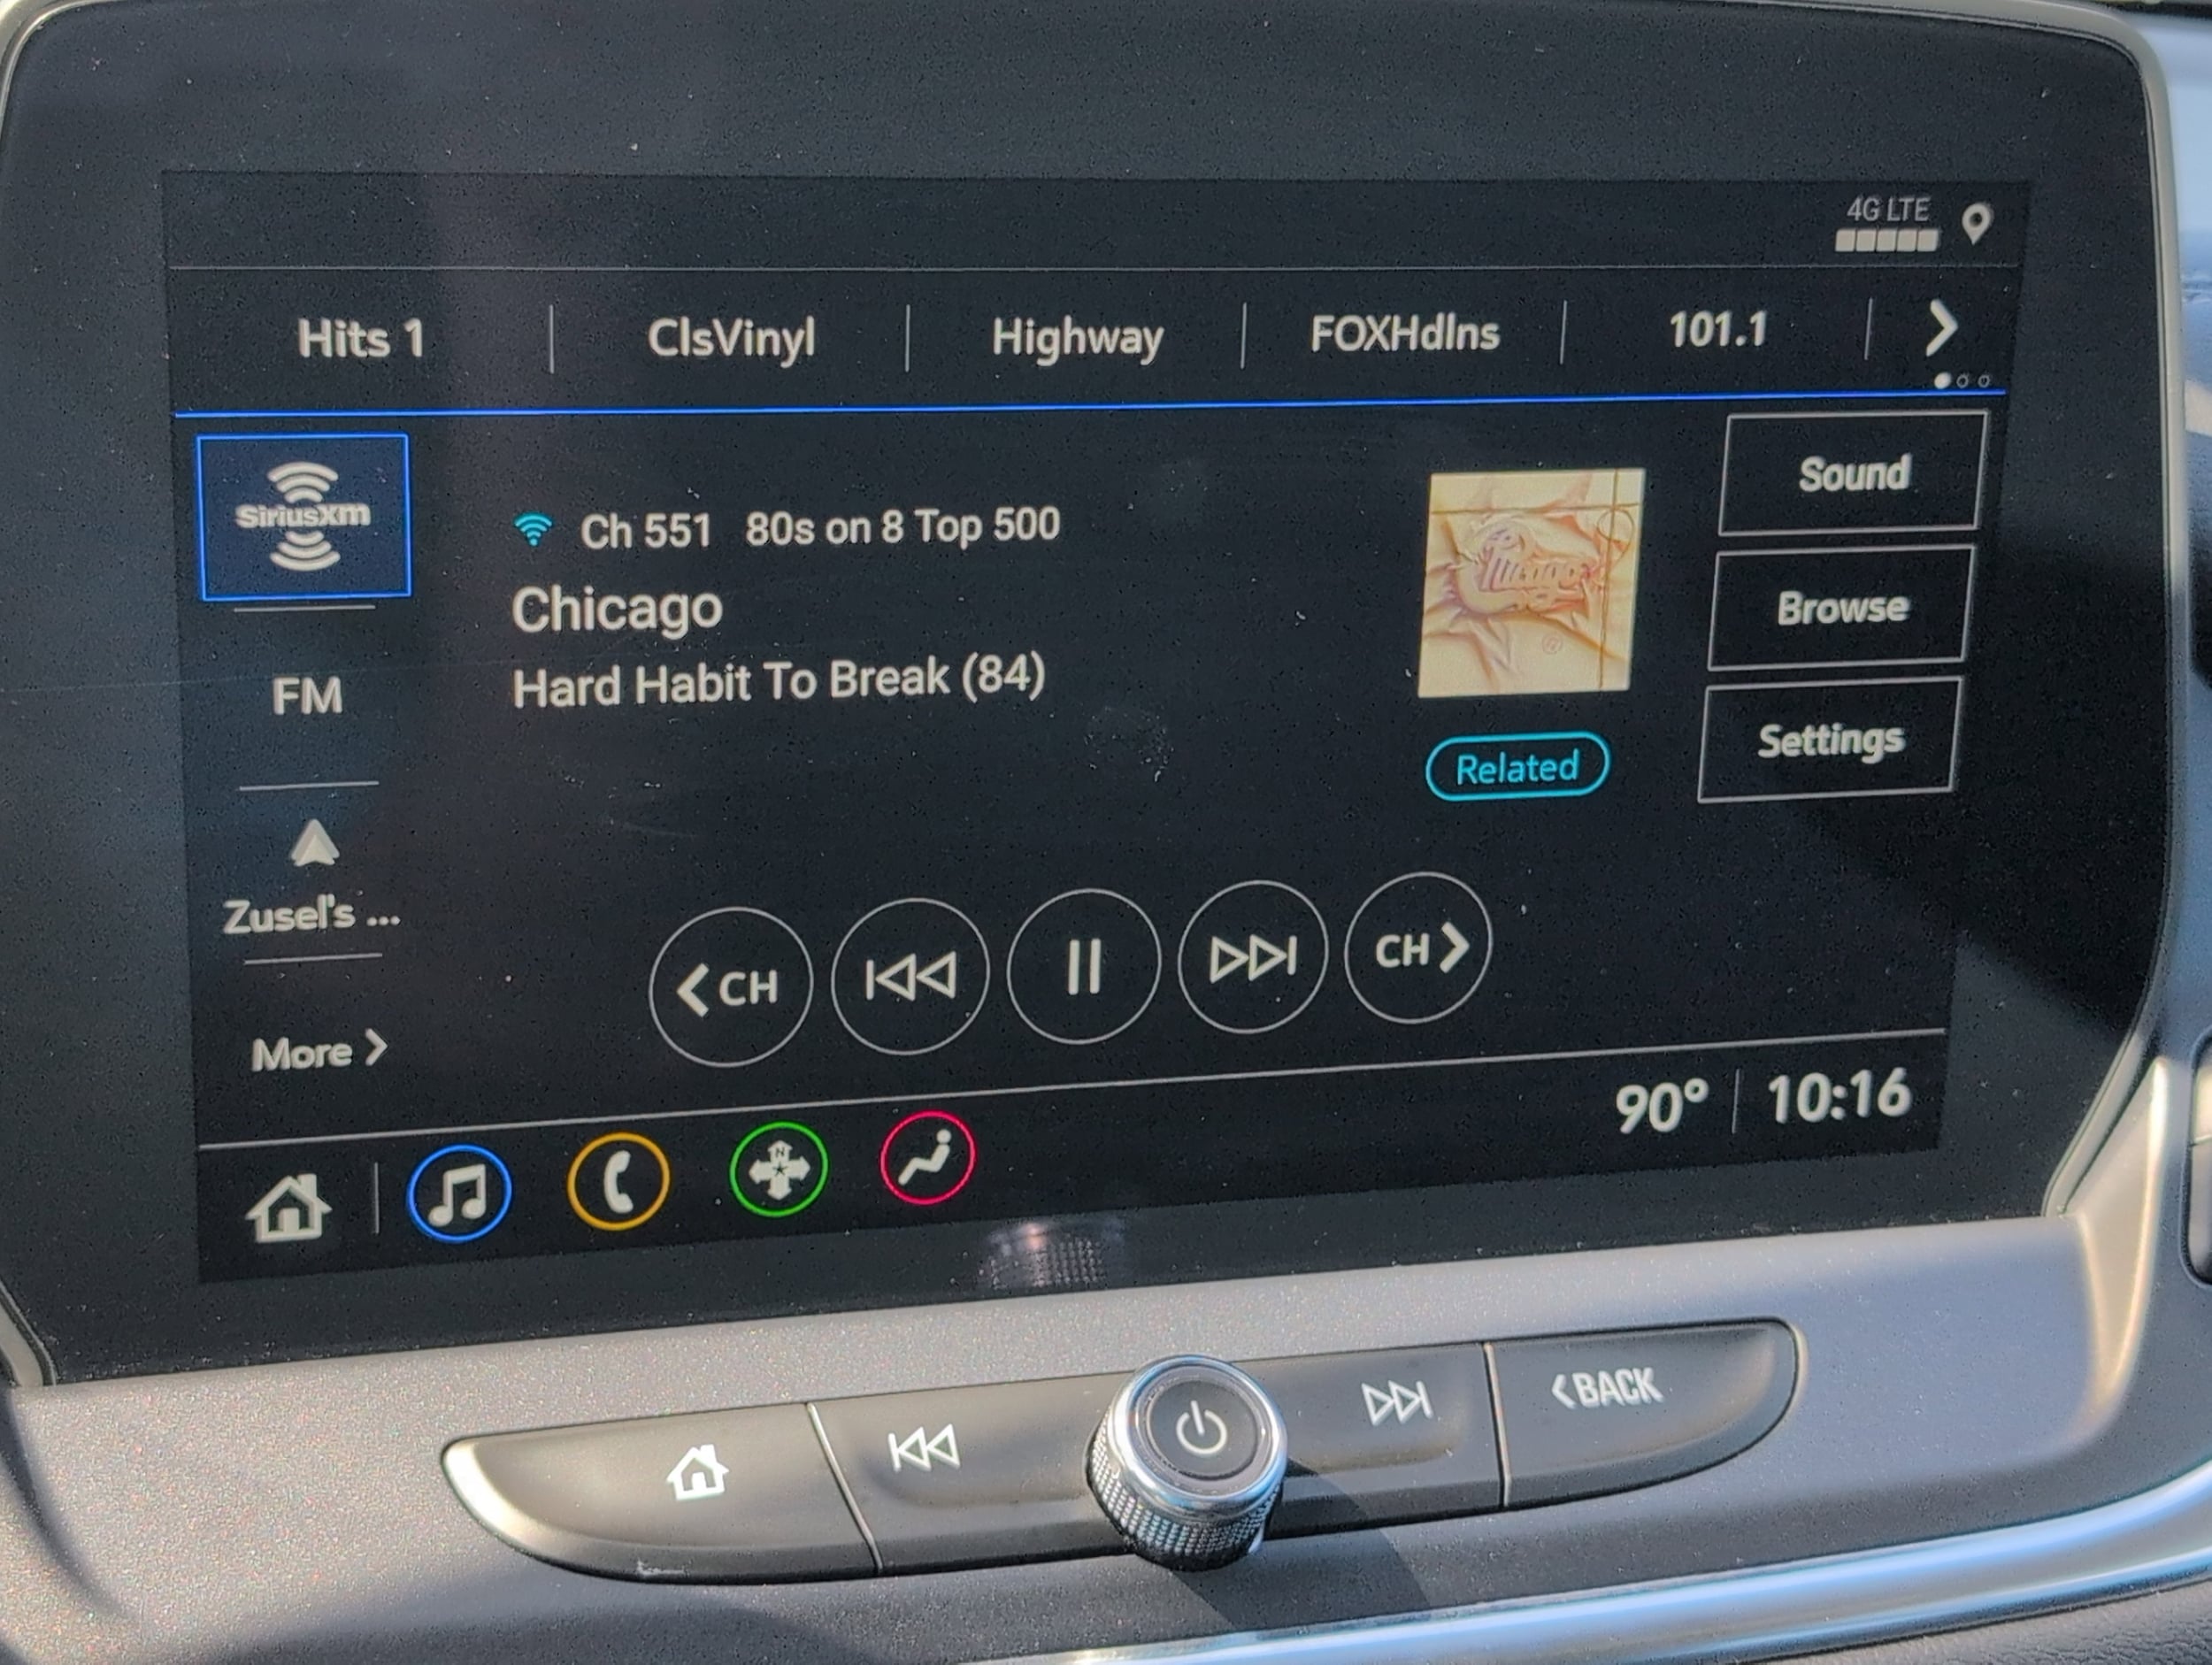 4G LTE
Hits 1
ClsVinyl
Highway
FOXHdlns
101.1
SiriusXM
Ch 551 80s on 8 Top 500
Chicago
Hard Habit To Break (84)
Chicago
Related
Sound
Browse
Settings
FM
Zusel's ...
More >
< CH
CH >
N
90° 10:16
< BACK